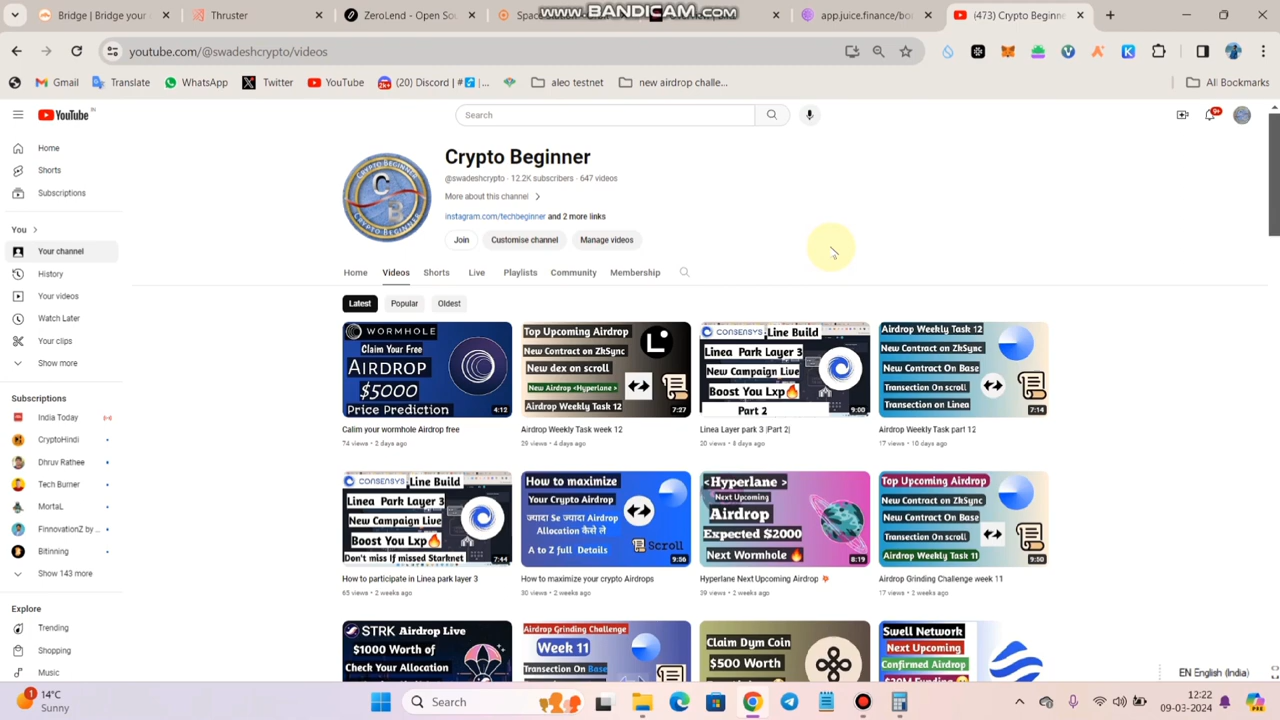 Bridge | Bridge your
Thruster
ZeroLend - Open So
Spac
www.BANDICAM.com
app.juice.finance/bo
(473) Crypto Beginne
youtube.com/@swadeshcrypto/videos
Gmail
Translate
WhatsApp
Twitter
YouTube
(20) Discord | #
aleo testnet
new airdrop challe...
All Bookmarks
YouTube IN
Search
9+
Home
Shorts
Subscriptions
You
Your channel
History
Your videos
Watch Later
Your clips
Show more
Subscriptions
India Today
CryptoHindi
Dhruv Rathee
Tech Burner
MortaL
FinnovationZ by ...
Bitinning
Show 143 more
Explore
Trending
Shopping
Music
CRYPTO BEGINNER
C
B
CRYPTO BEGINNER
Crypto Beginner
@swadeshcrypto · 12.2K subscribers · 647 videos
More about this channel
instagram.com/techbeginner and 2 more links
Join
Customise channel
Manage videos
Home
Videos
Shorts
Live
Playlists
Community
Membership
Latest
Popular
Oldest
WORMHOLE
Claim Your Free
AIRDROP
$5000
Price Prediction
4:12
Calim your wormhole Airdrop free
74 views • 2 days ago
Top Upcoming Airdrop
New Contract on ZkSync
New dex on scroll
New Airdrop <Hyperlane >
Airdrop Weekly Task 12
7:27
Airdrop Weekly Task week 12
29 views • 4 days ago
CONSENSYS Line Build
Linea Park Layer 3
New Campaign Live
Boost You Lxp🔥
Part 2
9:00
Linea Layer park 3 |Part 2|
20 views • 8 days ago
Airdrop Weekly Task 12
New Contract on ZkSync
New Contract On Base
Transection On scroll
Transection on Linea
7:14
Airdrop Weekly Task part 12
17 views • 10 days ago
CONSENSYS Line Build
Linea Park Layer 3
New Campaign Live
Boost You Lxp🔥
Don't miss If missed Starknet
7:44
How to participate in Linea park layer 3
65 views • 2 weeks ago
How to maximize
Your Crypto Airdrop
ज्यादा से ज्यादा Airdrop
Allocation कैसे ले
A to Z full Details
Scroll
9:56
How to maximize your crypto Airdrops
30 views • 2 weeks ago
<Hyperlane >
Next Upcoming
Airdrop
Expected $2000
Next Wormhole 🔥
8:19
Hyperlane Next Upcoming Airdrop 💥
39 views • 2 weeks ago
Top Upcoming Airdrop
New Contract on ZkSync
New Contract On Base
Transection On scroll
Airdrop Weekly Task 11
9:50
Airdrop Grinding Challenge week 11
17 views • 2 weeks ago
STRK Airdrop Live
$1000 Worth of
Check Your Allocation
Airdrop Grinding Challenge
Week 11
Transection On Base
Claim Dym Coin
$500 Worth
Swell Network
Next Upcoming
Confirmed Airdrop
EN English (India)
1
14°C
Sunny
Search
12:22
09-03-2024